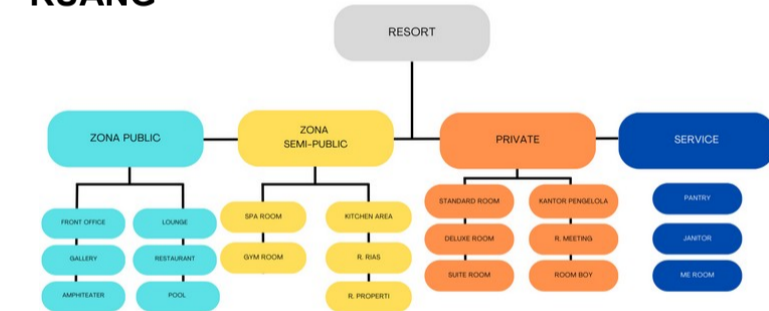 RUANG
RESORT
ZONA PUBLIC
ZONA
SEMI-PUBLIC
PRIVATE
SERVICE
FRONT OFFICE
LOUNGE
GALLERY
RESTAURANT
AMPHITEATER
POOL
SPA ROOM
KITCHEN AREA
GYM ROOM
R. RIAS
R. PROPERTI
STANDARD ROOM
KANTOR PENGELOLA
DELUXE ROOM
R. MEETING
SUITE ROOM
ROOM BOY
PANTRY
JANITOR
ME ROOM